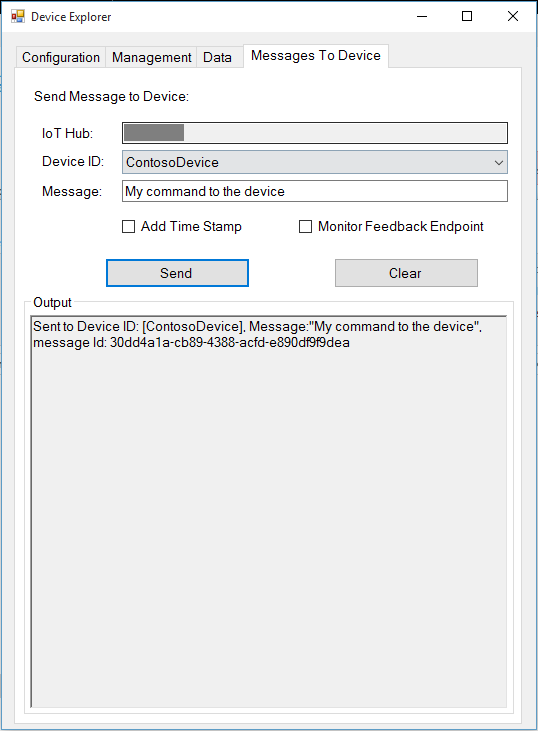 Device Explorer
Configuration Management Data Messages To Device
Send Message to Device:
IoT Hub:
Device ID: ContosoDevice
Message: My command to the device
Add Time Stamp Monitor Feedback Endpoint
Send Clear
Output
Sent to Device ID: [ContosoDevice], Message:"My command to the device",
message Id: 30dd4a1a-cb89-4388-acfd-e890df9f9dea